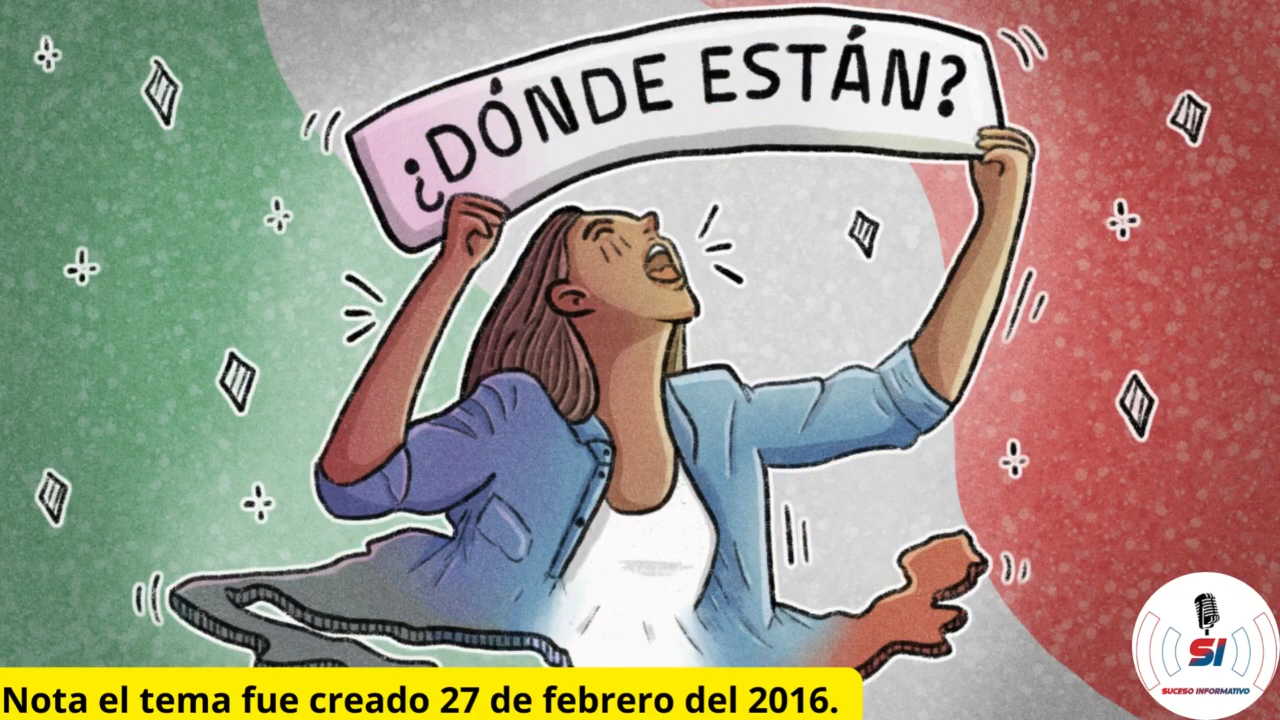 ¿DÓNDE ESTÁN?
SI
SUCESO INFORMATIVO
Nota el tema fue creado 27 de febrero del 2016.